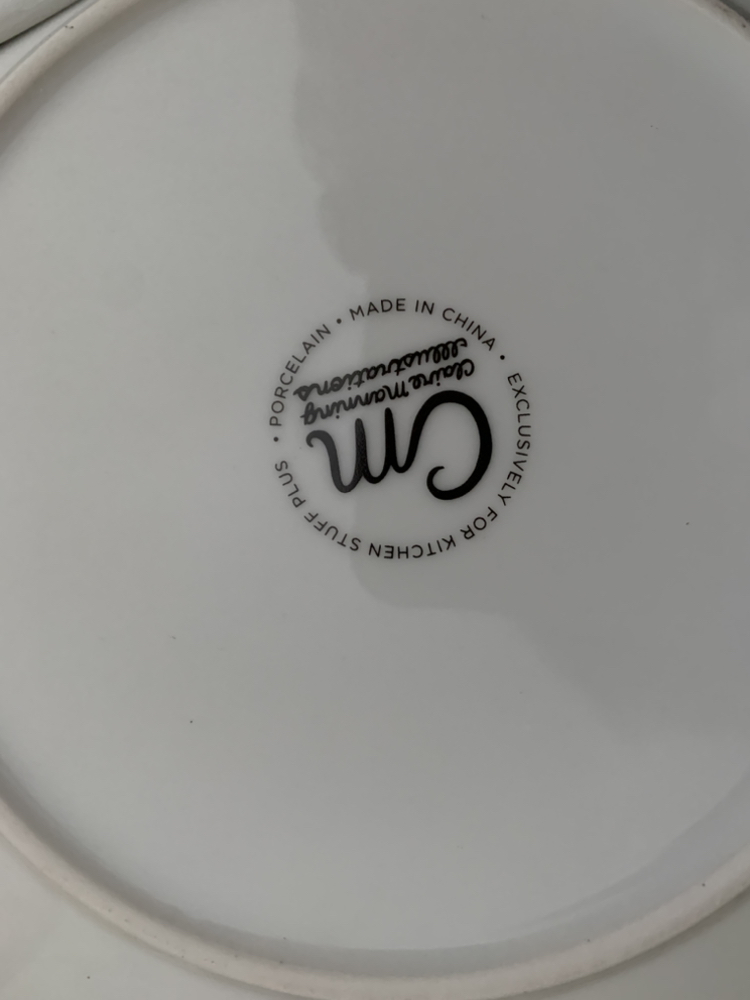 cm
Claire Manning
illustrations
EXCLUSIVELY FOR KITCHEN STUFF PLUS • PORCELAIN • MADE IN CHINA •